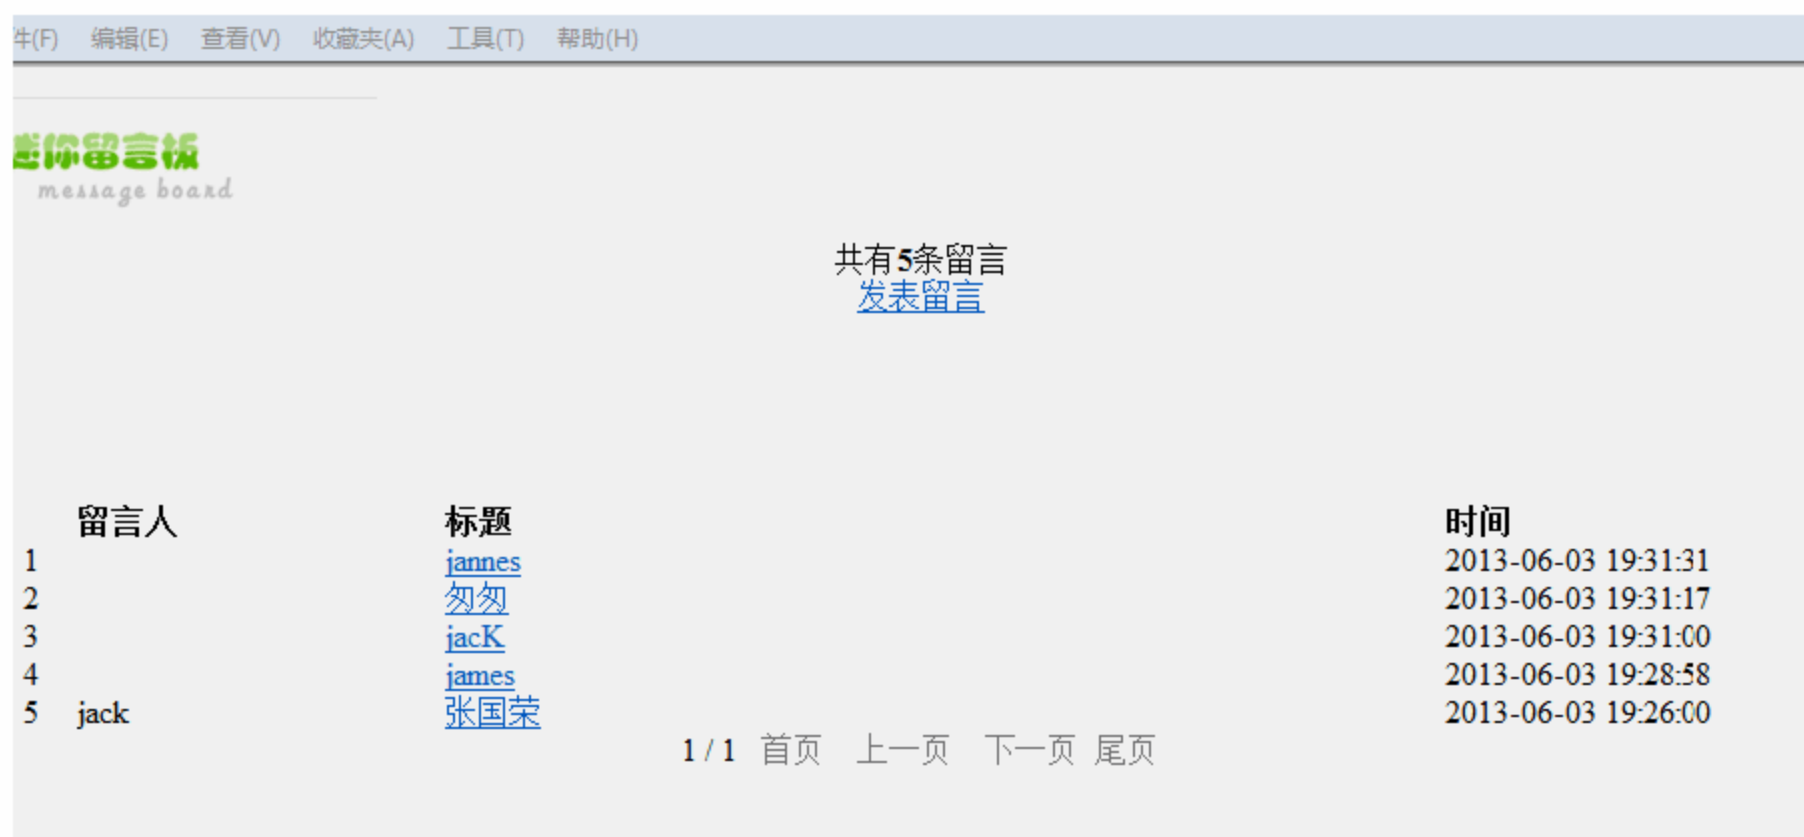 件(F) 编辑(E) 查看(V) 收藏夹(A) 工具(T) 帮助(H)
迷你留言板
message board
共有5条留言
发表留言
留言人 标题 时间
1 jannes 2013-06-03 19:31:31
2 匆匆 2013-06-03 19:31:17
3 jacK 2013-06-03 19:31:00
4 james 2013-06-03 19:28:58
5 jack 张国荣 2013-06-03 19:26:00
1 / 1 首页 上一页 下一页 尾页